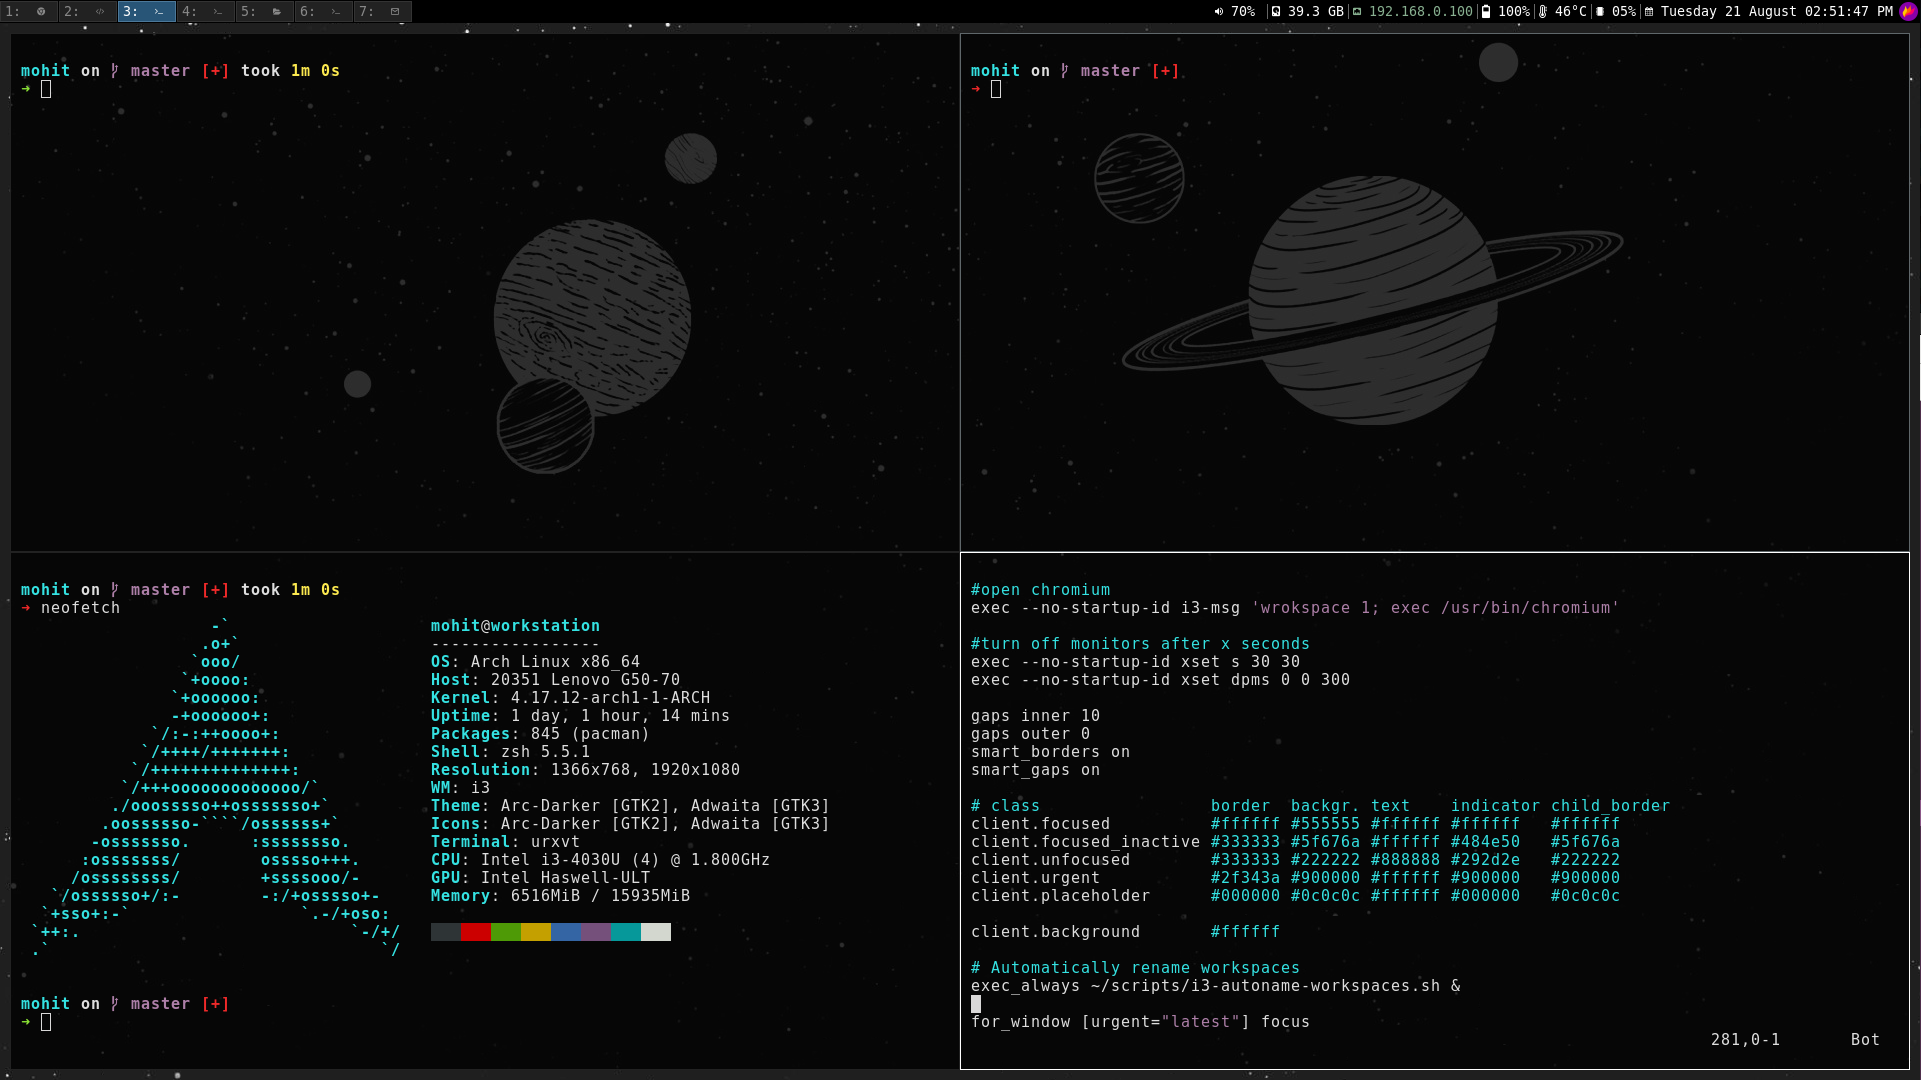 1: 2: 3: 4: 5: 6: 7: 70% 39.3 GB 192.168.0.100 100% 46°C 05% Tuesday 21 August 02:51:47 PM
mohit on master [+] took 1m 0s
➜
mohit on master [+]
➜
mohit on master [+] took 1m 0s
➜ neofetch
-`
.o+`
`ooo/
`+oooo:
`+oooooo:
-+oooooo+:
`/:-:++oooo+:
`/++++/+++++++:
`/++++++++++++++:
`/+++ooooooooooooo/`
./ooosssso++osssssso+`
.oossssso-````/ossssss+`
-osssssso. :ssssssso.
:osssssss/ osssso+++.
/ossssssss/ +ssssooo/-
`/ossssso+/:- -:/+osssso+-
`+sso+:-` `.-/+oso:
`++:. `-/+/
.` `/
mohit@workstation
-----------------
OS: Arch Linux x86_64
Host: 20351 Lenovo G50-70
Kernel: 4.17.12-arch1-1-ARCH
Uptime: 1 day, 1 hour, 14 mins
Packages: 845 (pacman)
Shell: zsh 5.5.1
Resolution: 1366x768, 1920x1080
WM: i3
Theme: Arc-Darker [GTK2], Adwaita [GTK3]
Icons: Arc-Darker [GTK2], Adwaita [GTK3]
Terminal: urxvt
CPU: Intel i3-4030U (4) @ 1.800GHz
GPU: Intel Haswell-ULT
Memory: 6516MiB / 15935MiB
mohit on master [+]
➜
#open chromium
exec --no-startup-id i3-msg 'wrokspace 1; exec /usr/bin/chromium'
#turn off monitors after x seconds
exec --no-startup-id xset s 30 30
exec --no-startup-id xset dpms 0 0 300
gaps inner 10
gaps outer 0
smart_borders on
smart_gaps on
# class border backgr. text indicator child_border
client.focused #ffffff #555555 #ffffff #ffffff #ffffff
client.focused_inactive #333333 #5f676a #ffffff #484e50 #5f676a
client.unfocused #333333 #222222 #888888 #292d2e #222222
client.urgent #2f343a #900000 #ffffff #900000 #900000
client.placeholder #000000 #0c0c0c #ffffff #000000 #0c0c0c
client.background #ffffff
# Automatically rename workspaces
exec_always ~/scripts/i3-autoname-workspaces.sh &
for_window [urgent="latest"] focus
281,0-1 Bot